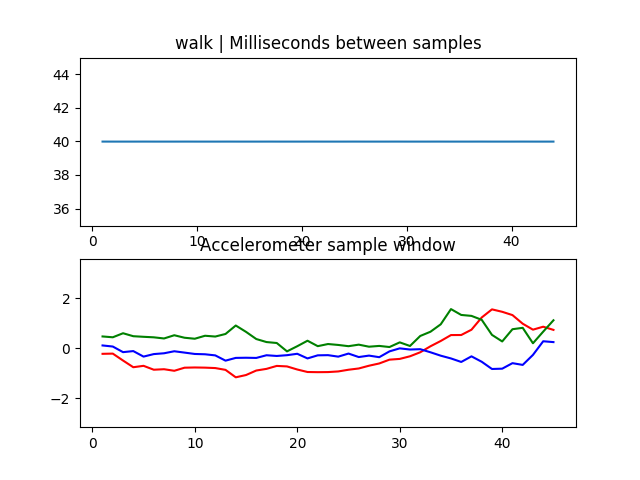 walk | Milliseconds between samples
44
42
40
38
36
0 10 20 30 40
Accelerometer sample window
2
0
−2
0 10 20 30 40